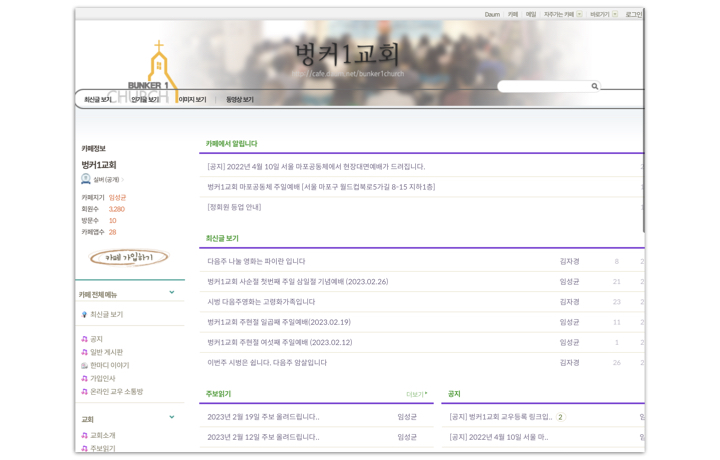 Daum 카페 메일 자주가는 카페 바로가기 로그인
벙커1교회
http://cafe.daum.net/bunker1church
BUNKER 1
CHURCH
최신글 보기 인기글 보기 이미지 보기 동영상 보기
카페정보
벙커1교회
실버 (공개)
카페지기 임성균
회원수 3,280
방문수 10
카페앱수 28
카페 가입하기
카페 전체 메뉴
최신글 보기
공지
일반 게시판
한마디 이야기
가입인사
온라인 교우 소통방
교회
교회소개
주보읽기
카페에서 알립니다
[공지] 2022년 4월 10일 서울 마포공동체에서 현장대면예배가 드려집니다.
벙커1교회 마포공동체 주일예배 [서울 마포구 월드컵북로5가길 8-15 지하1층]
[정회원 등업 안내]
최신글 보기
다음주 나눌 영화는 파이란 입니다 김자경 8
벙커1교회 사순절 첫번째 주일 삼일절 기념예배 (2023.02.26) 임성균 21
시벙 다음주영화는 고령화가족입니다 김자경 23
벙커1교회 주현절 일곱째 주일예배(2023.02.19) 임성균 11
벙커1교회 주현절 여섯째 주일예배 (2023.02.12) 임성균 1
이번주 시벙은 쉽니다. 다음주 암살입니다 김자경 26
주보읽기 더보기
2023년 2월 19일 주보 올려드립니다.. 임성균
2023년 2월 12일 주보 올려드립니다.. 임성균
공지
[공지] 벙커1교회 교우등록 링크입.. 2
[공지] 2022년 4월 10일 서울 마..